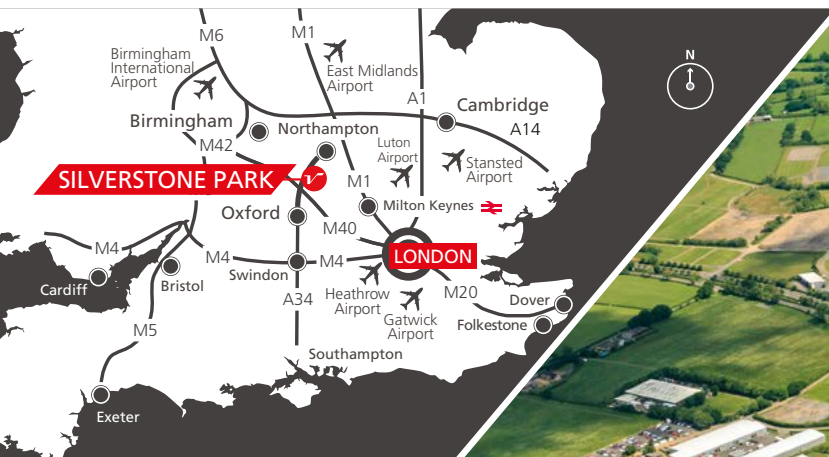 M6
M1
N
Birmingham
International
Airport
East Midlands
Airport
A1
Cambridge
A14
Birmingham
Northampton
M42
Luton
Airport
Stansted
Airport
SILVERSTONE PARK
M1
Milton Keynes
Oxford
M40
M4
M4
Swindon
M4
LONDON
Cardiff
Bristol
Heathrow
Airport
M20
Dover
A34
Gatwick
Airport
Folkestone
M5
Southampton
Exeter